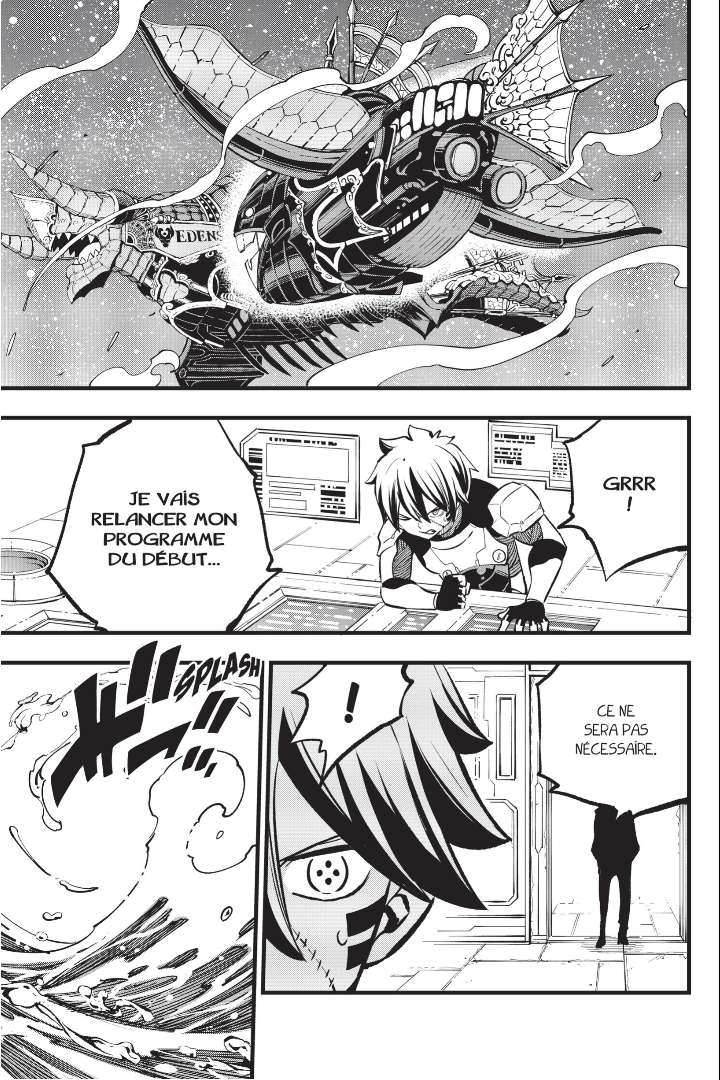 EDENS
GRRR
!
JE VAIS
RELANCER MON
PROGRAMME
DU DÉBUT...
CE NE
SERA PAS
NÉCESSAIRE.
!
SPLASH